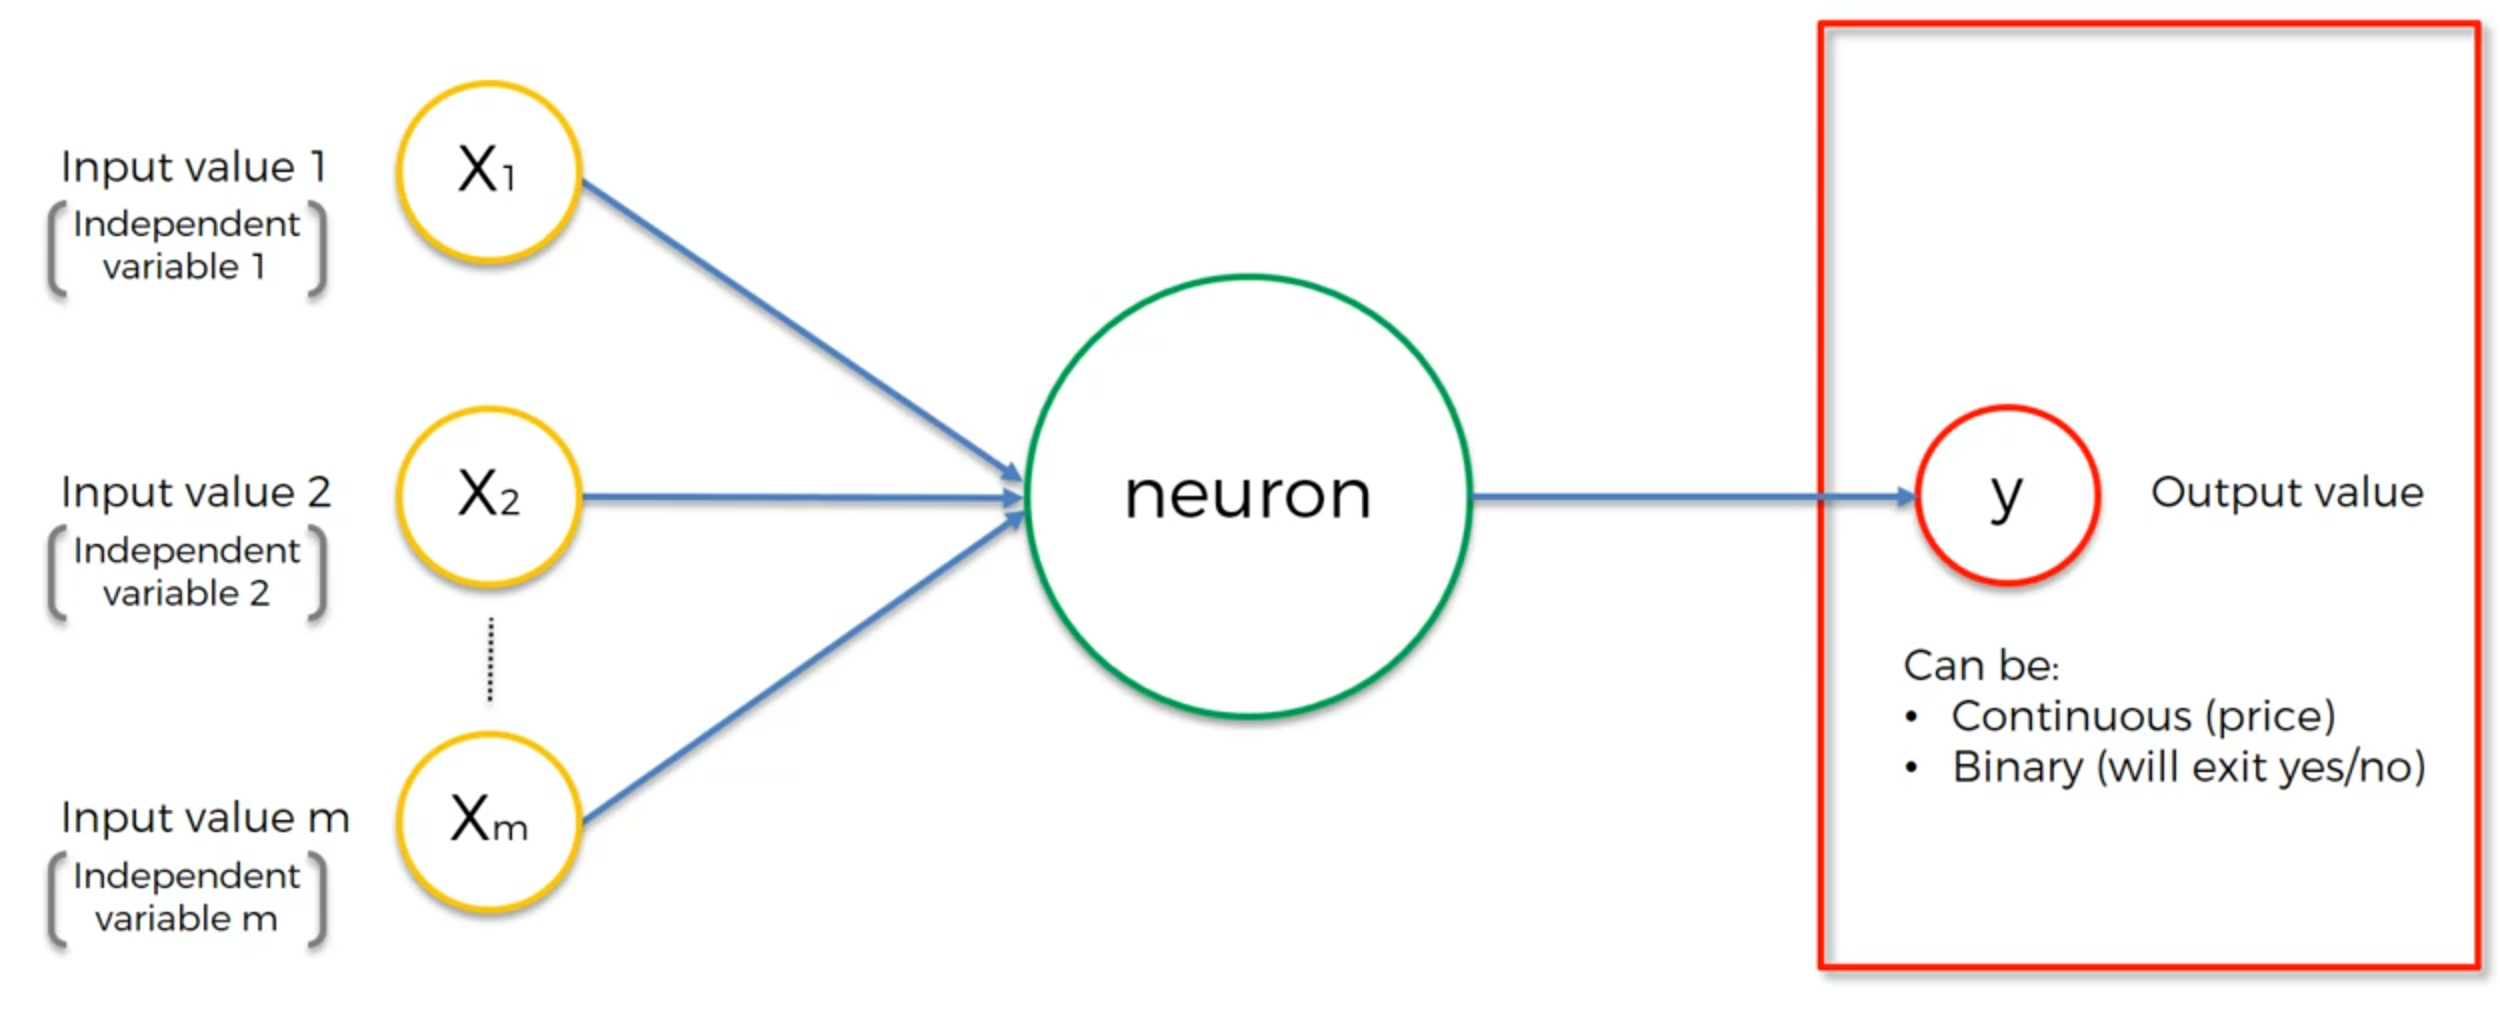 Input value 1
Independent
variable 1
X1
Input value 2
Independent
variable 2
X2
Input value m
Independent
variable m
Xm
neuron
y
Output value
Can be:
• Continuous (price)
• Binary (will exit yes/no)